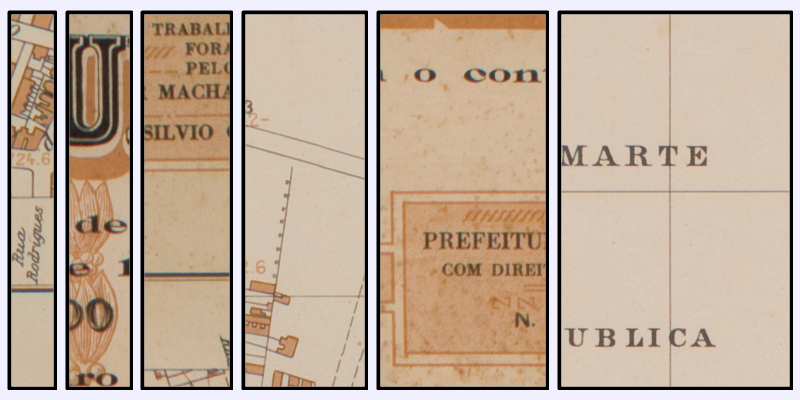 24.6
Rua
Rodrigues
U
de
e 1
00
ro
TRABAL
FORA
PELO
MACHA
SILVIO
3
2-
2.6
o con
PREFEITU
COM DIREI
N.
MARTE
UBLICA